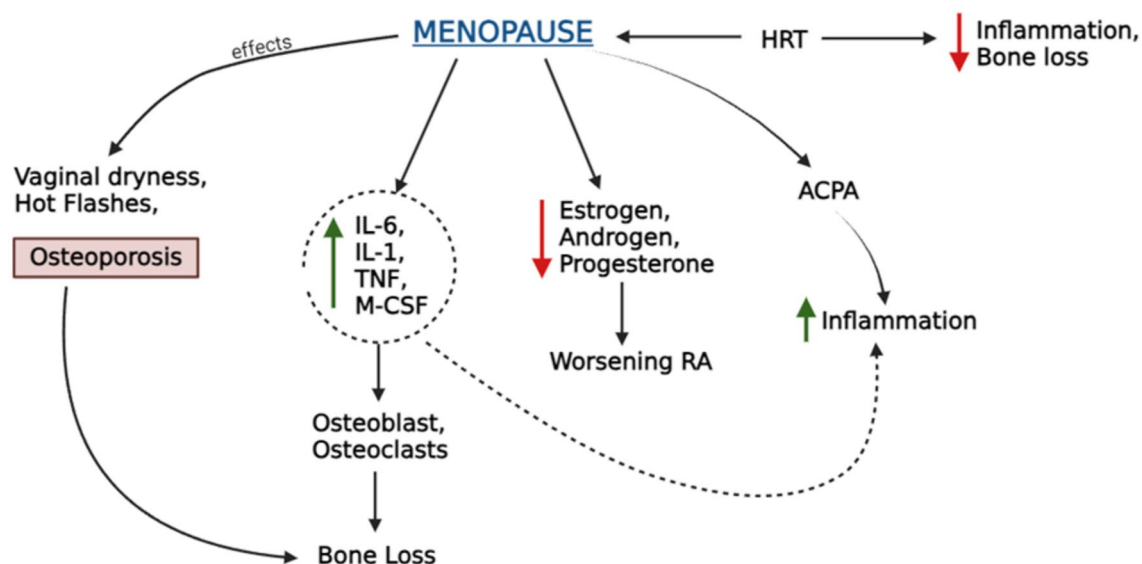 MENOPAUSE
HRT
Inflammation,
Bone loss
effects
Vaginal dryness,
Hot Flashes,
Osteoporosis
IL-6,
IL-1,
TNF,
M-CSF
Estrogen,
Androgen,
Progesterone
ACPA
Inflammation
Worsening RA
Osteoblast,
Osteoclasts
Bone Loss